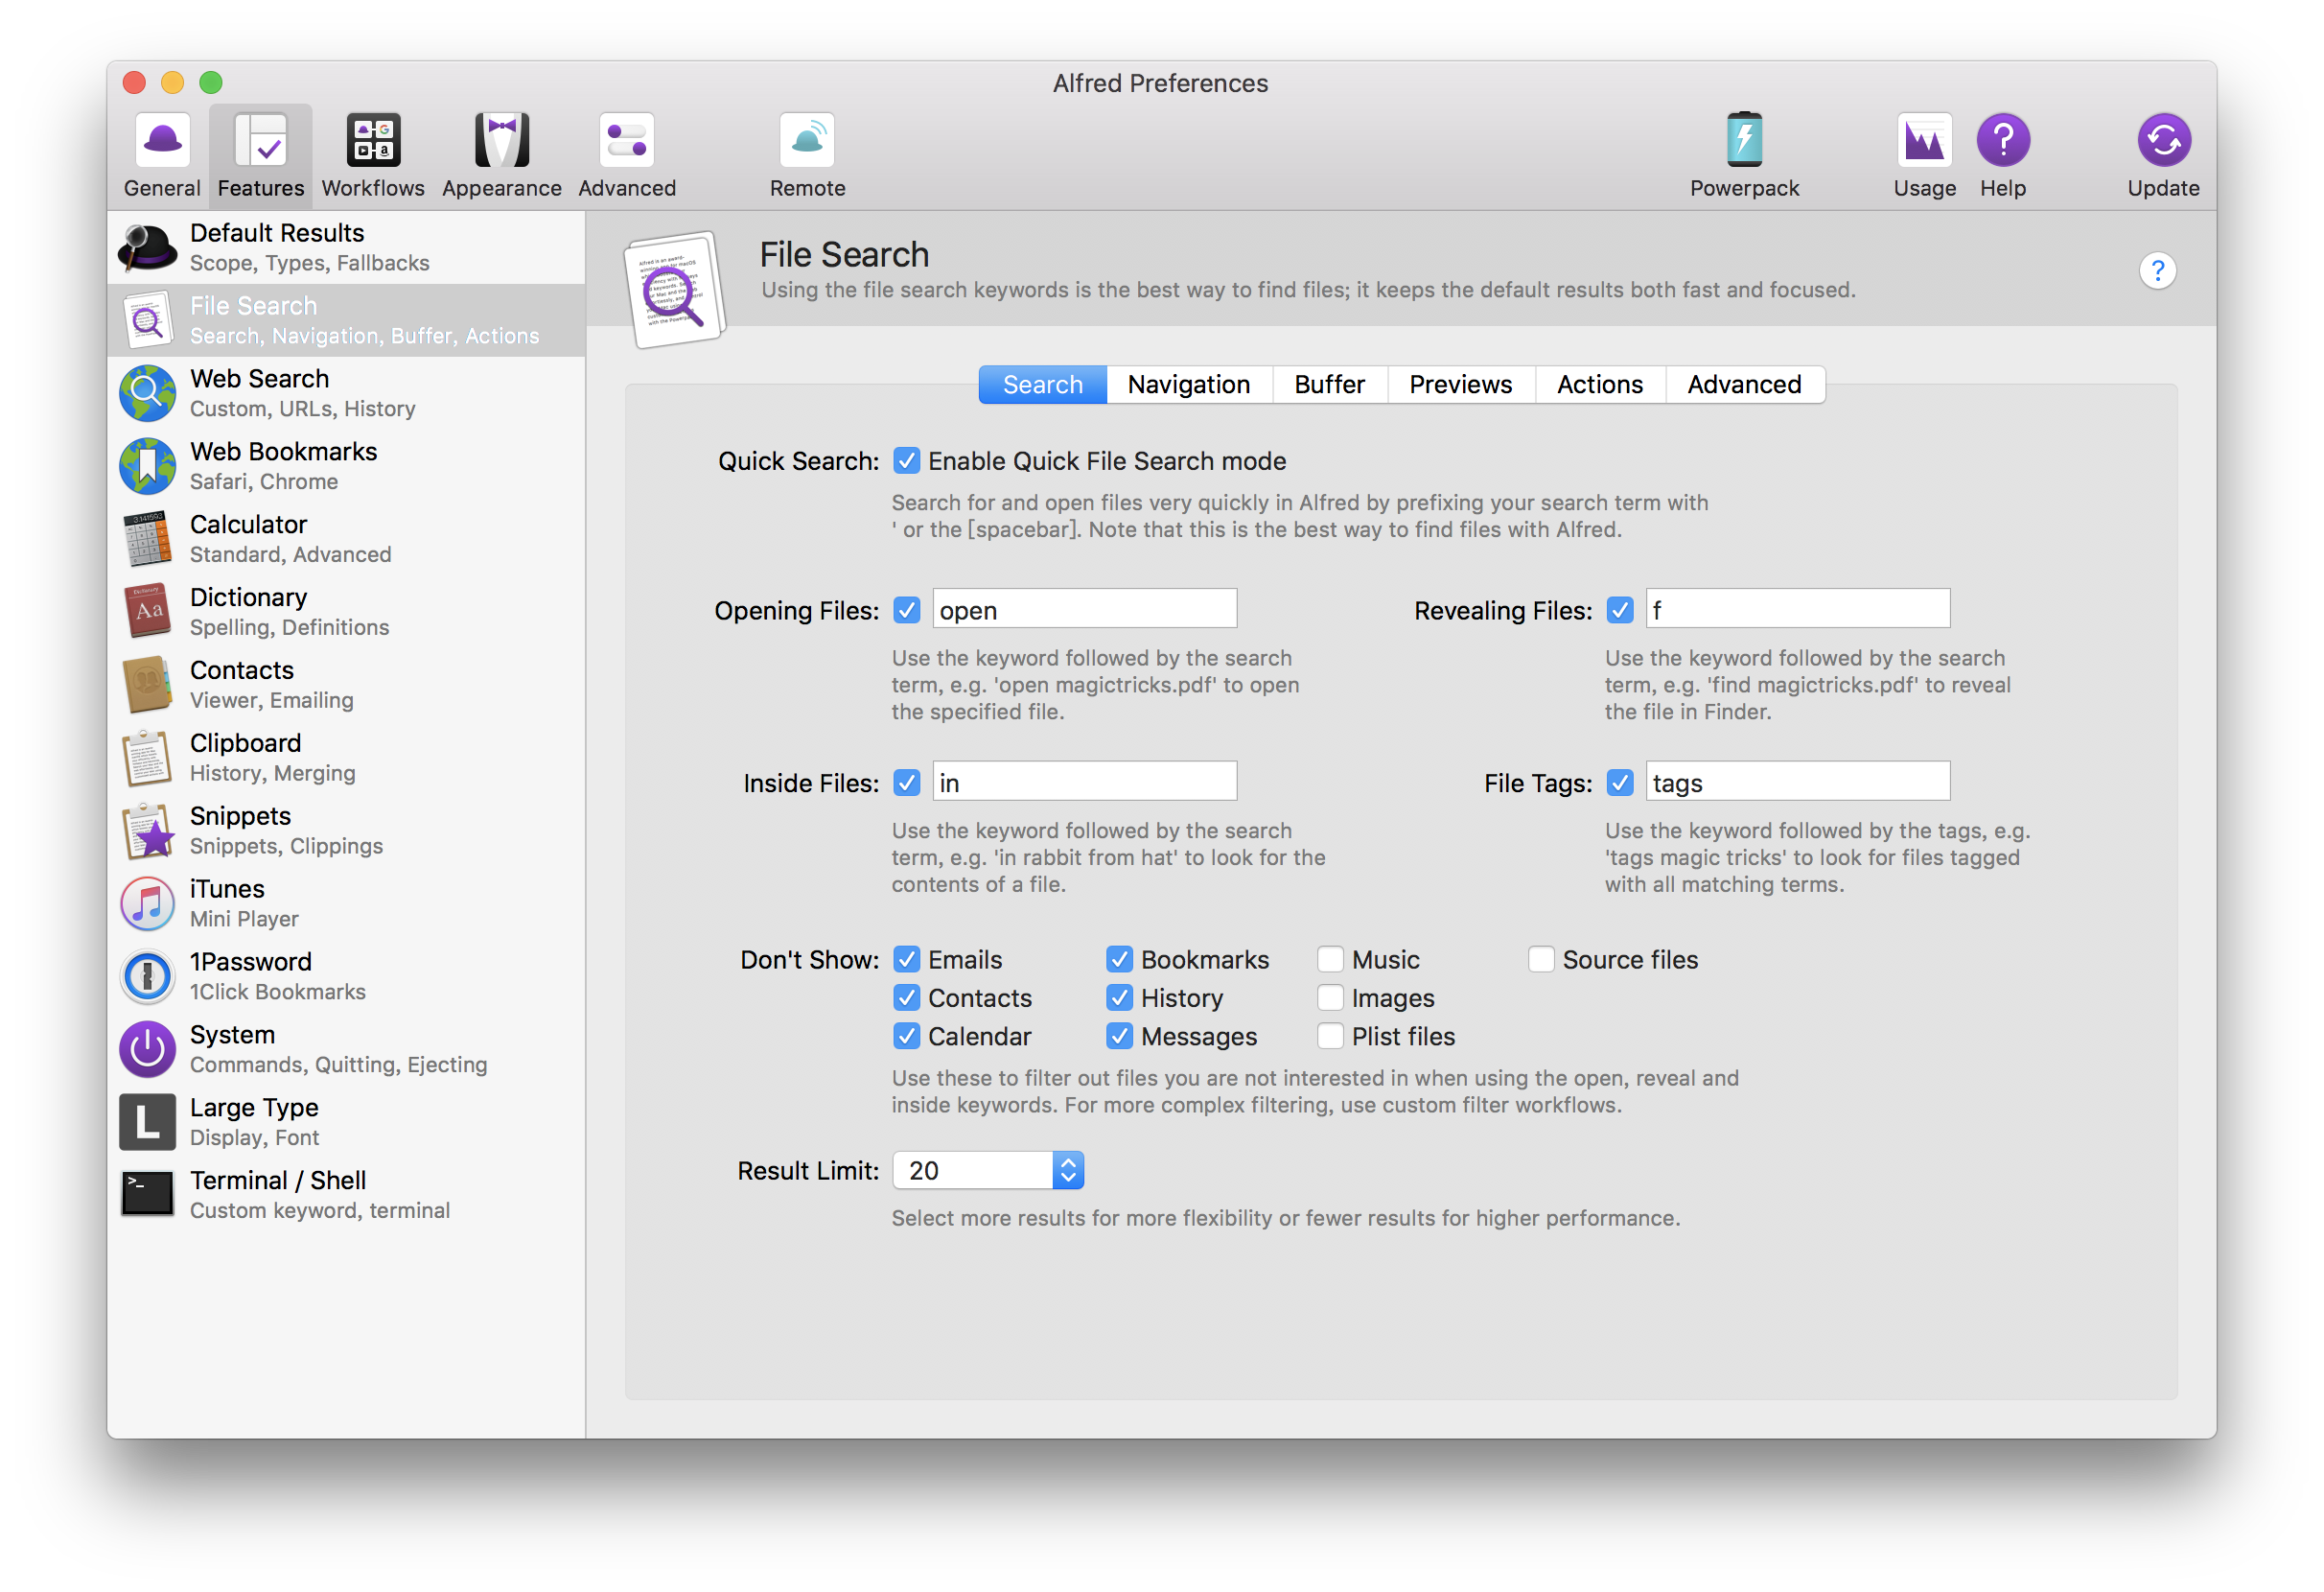 Alfred Preferences
General
Features
Workflows
Appearance
Advanced
Remote
Powerpack
Usage
Help
Update
Default Results
Scope, Types, Fallbacks
File Search
Search, Navigation, Buffer, Actions
Web Search
Custom, URLs, History
Web Bookmarks
Safari, Chrome
Calculator
Standard, Advanced
Dictionary
Spelling, Definitions
Contacts
Viewer, Emailing
Clipboard
History, Merging
Snippets
Snippets, Clippings
iTunes
Mini Player
1Password
1Click Bookmarks
System
Commands, Quitting, Ejecting
Large Type
Display, Font
Terminal / Shell
Custom keyword, terminal
File Search
Using the file search keywords is the best way to find files; it keeps the default results both fast and focused.
?
Search
Navigation
Buffer
Previews
Actions
Advanced
Quick Search: Enable Quick File Search mode
Search for and open files very quickly in Alfred by prefixing your search term with
' or the [spacebar]. Note that this is the best way to find files with Alfred.
Opening Files: open
Use the keyword followed by the search
term, e.g. 'open magictricks.pdf' to open
the specified file.
Revealing Files: f
Use the keyword followed by the search
term, e.g. 'find magictricks.pdf' to reveal
the file in Finder.
Inside Files: in
Use the keyword followed by the search
term, e.g. 'in rabbit from hat' to look for the
contents of a file.
File Tags: tags
Use the keyword followed by the tags, e.g.
'tags magic tricks' to look for files tagged
with all matching terms.
Don't Show: Emails Bookmarks Music Source files
Contacts History Images
Calendar Messages Plist files
Use these to filter out files you are not interested in when using the open, reveal and
inside keywords. For more complex filtering, use custom filter workflows.
Result Limit: 20
Select more results for more flexibility or fewer results for higher performance.